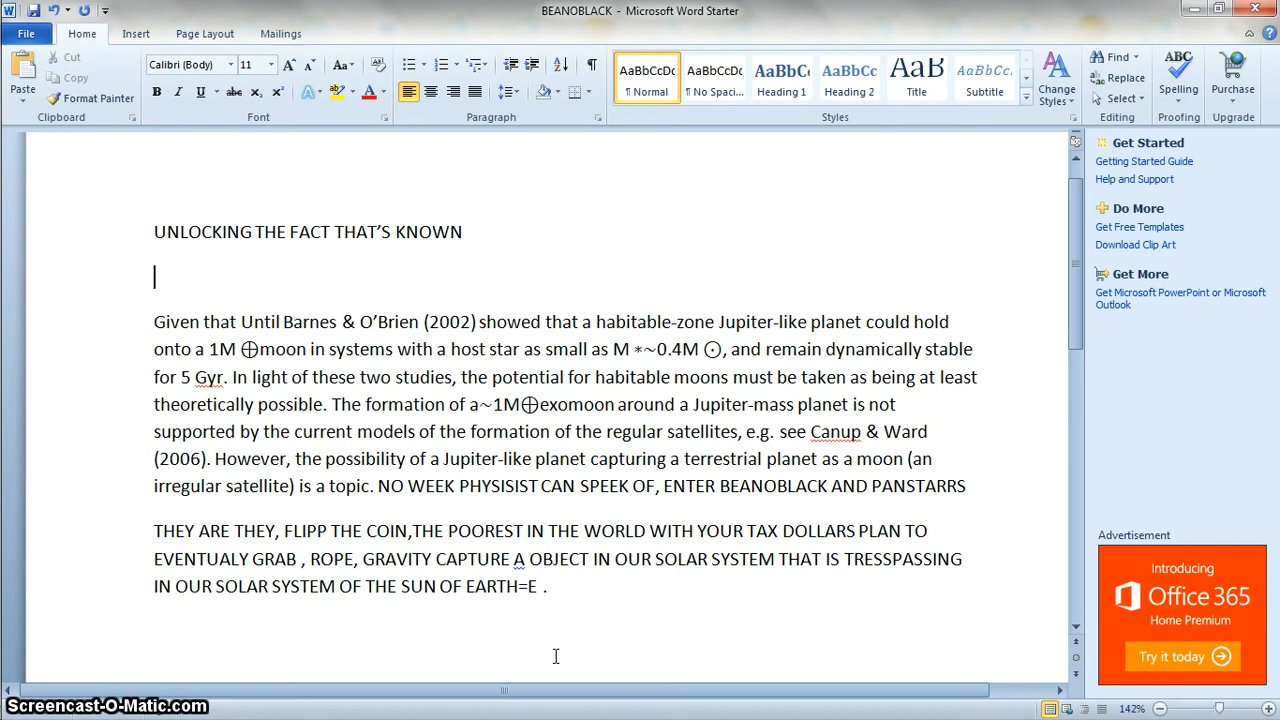 BEANOBLACK - Microsoft Word Starter
File Home Insert Page Layout Mailings
Paste Cut Copy Format Painter Clipboard
Calibri (Body) 11 Font
Paragraph
AaBbCcDc ¶ Normal
AaBbCcDc ¶ No Spaci...
AaBbCc Heading 1
AaBbCc Heading 2
AaB Title
AaBbCcDc Subtitle
Styles
Change Styles
Find Replace Select Editing
ABC Spelling Proofing
Purchase Upgrade
UNLOCKING THE FACT THAT’S KNOWN
Given that Until Barnes & O’Brien (2002) showed that a habitable-zone Jupiter-like planet could hold
onto a 1M ⊕moon in systems with a host star as small as M ∗~0.4M ⊙, and remain dynamically stable
for 5 Gyr. In light of these two studies, the potential for habitable moons must be taken as being at least
theoretically possible. The formation of a~1M⊕exomoon around a Jupiter-mass planet is not
supported by the current models of the formation of the regular satellites, e.g. see Canup & Ward
(2006). However, the possibility of a Jupiter-like planet capturing a terrestrial planet as a moon (an
irregular satellite) is a topic. NO WEEK PHYSISIST CAN SPEEK OF, ENTER BEANOBLACK AND PANSTARRS
THEY ARE THEY, FLIPP THE COIN,THE POOREST IN THE WORLD WITH YOUR TAX DOLLARS PLAN TO
EVENTUALY GRAB , ROPE, GRAVITY CAPTURE A OBJECT IN OUR SOLAR SYSTEM THAT IS TRESSPASSING
IN OUR SOLAR SYSTEM OF THE SUN OF EARTH=E .
Get Started
Getting Started Guide
Help and Support
Do More
Get Free Templates
Download Clip Art
Get More
Get Microsoft PowerPoint or Microsoft
Outlook
Advertisement
Introducing
Office 365
Home Premium
Try it today
Screencast-O-Matic.com
142%